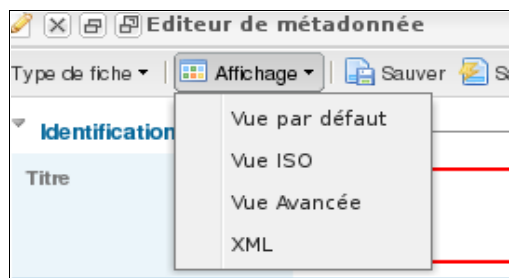 Editeur de métadonnée
Type de fiche Affichage Sauver
Identification
Titre
Vue par défaut
Vue ISO
Vue Avancée
XML